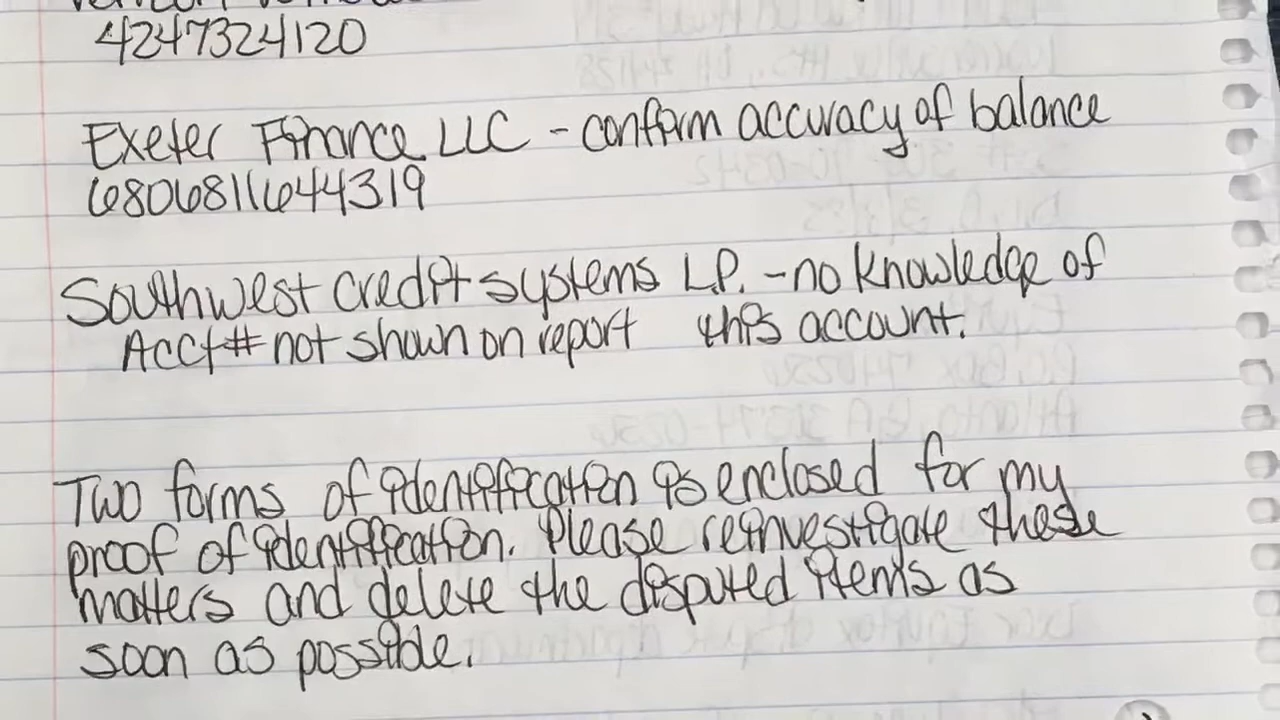 4247324120
Exeter Finance LLC - confirm accuracy of balance
6806811644319
Southwest credit systems L.P. - no knowledge of
Acct# not shown on report this account.
Two forms of identification is enclosed for my
proof of identification. Please reinvestigate these
matters and delete the disputed items as
soon as possible.